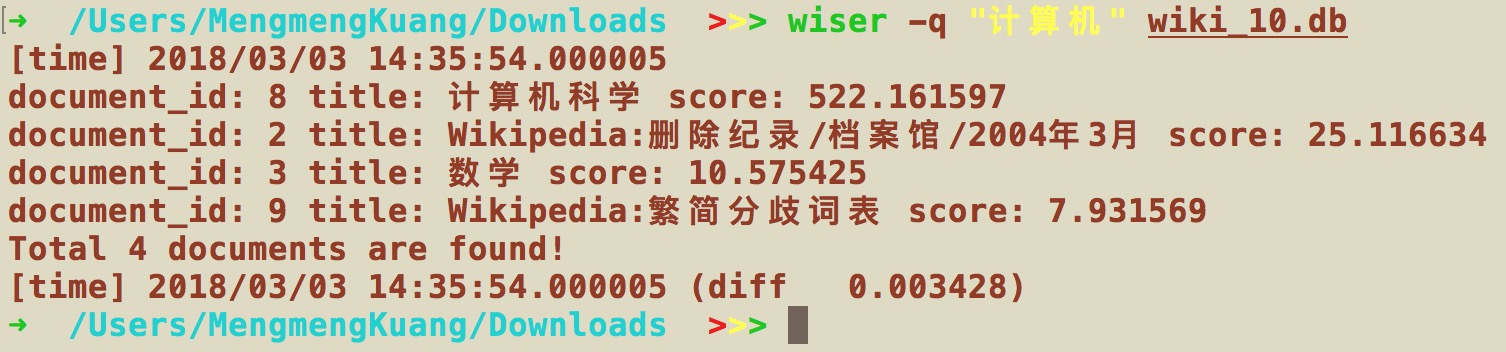 ➜  /Users/MengmengKuang/Downloads  >>> wiser -q "计算机" wiki_10.db
[time] 2018/03/03 14:35:54.000005
document_id: 8 title: 计算机科学 score: 522.161597
document_id: 2 title: Wikipedia:删除纪录/档案馆/2004年3月 score: 25.116634
document_id: 3 title: 数学 score: 10.575425
document_id: 9 title: Wikipedia:繁简分歧词表 score: 7.931569
Total 4 documents are found!
[time] 2018/03/03 14:35:54.000005 (diff   0.003428)
➜  /Users/MengmengKuang/Downloads  >>>